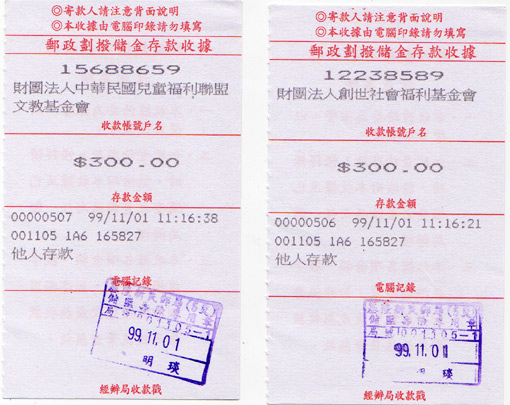 ◎寄款人請注意背面說明
◎本收據由電腦印錄請勿填寫
郵政劃撥儲金存款收據
15688659
財團法人中華民國兒童福利聯盟
文教基金會
收款帳號戶名
$300.00
存款金額
00000507 99/11/01 11:16:38
001105 1A6 165827
他人存款
電腦記錄
99.11.01
明 瑛
經辦局收款戳
◎寄款人請注意背面說明
◎本收據由電腦印錄請勿填寫
郵政劃撥儲金存款收據
12238589
財團法人創世社會福利基金會
收款帳號戶名
$300.00
存款金額
00000506 99/11/01 11:16:21
001105 1A6 165827
他人存款
電腦記錄
99.11.01
明 瑛
經辦局收款戳